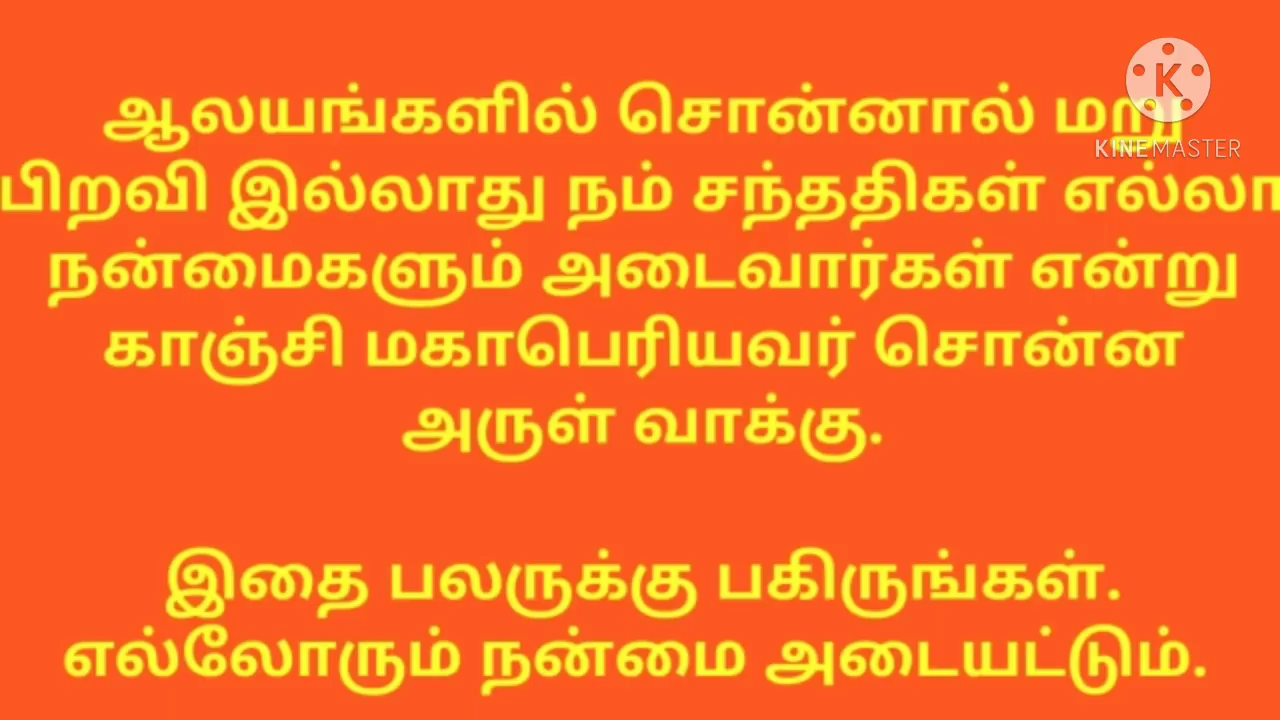 ஆலயங்களில் சொன்னால் மறு
பிறவி இல்லாது நம் சந்ததிகள் எல்லா
நன்மைகளும் அடைவார்கள் என்று
காஞ்சி மகாபெரியவர் சொன்ன
அருள் வாக்கு.
இதை பலருக்கு பகிருங்கள்.
எல்லோரும் நன்மை அடையட்டும்.
K
KINEMASTER